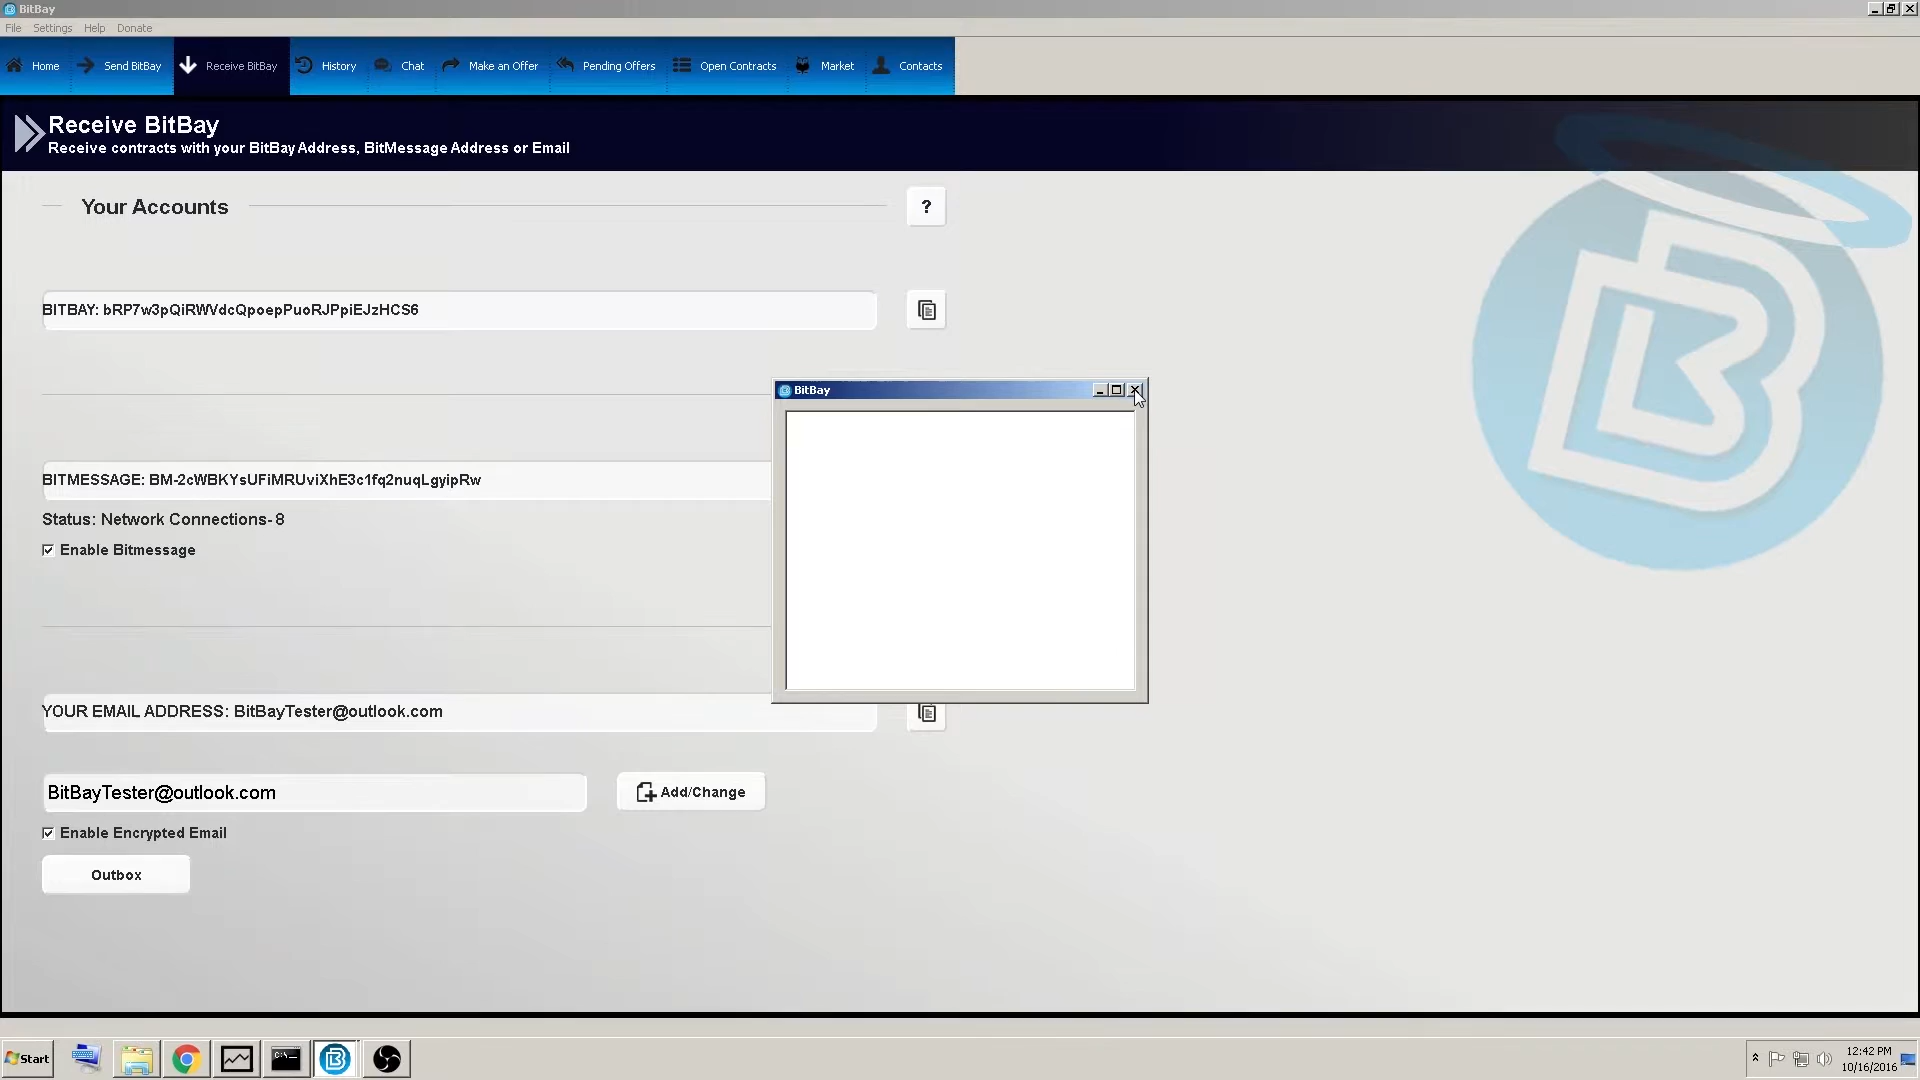 BitBay
File Settings Help Donate
Home Send BitBay Receive BitBay History Chat Make an Offer Pending Offers Open Contracts Market Contacts
Receive BitBay
Receive contracts with your BitBay Address, BitMessage Address or Email
Your Accounts
?
BITBAY: bRP7w3pQiRWVdcQpoepPuoRJPpiEJzHCS6
BitBay
BITMESSAGE: BM-2cWBKYsUFiMRUviXhE3c1fq2nuqLgyipRw
Status: Network Connections-8
Enable Bitmessage
YOUR EMAIL ADDRESS: BitBayTester@outlook.com
BitBayTester@outlook.com
Add/Change
Enable Encrypted Email
Outbox
Start
C:\
12:42 PM
10/16/2016